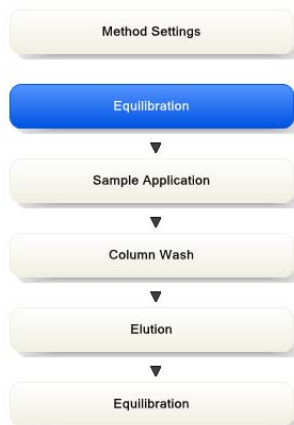 Method Settings
Equilibration
Sample Application
Column Wash
Elution
Equilibration